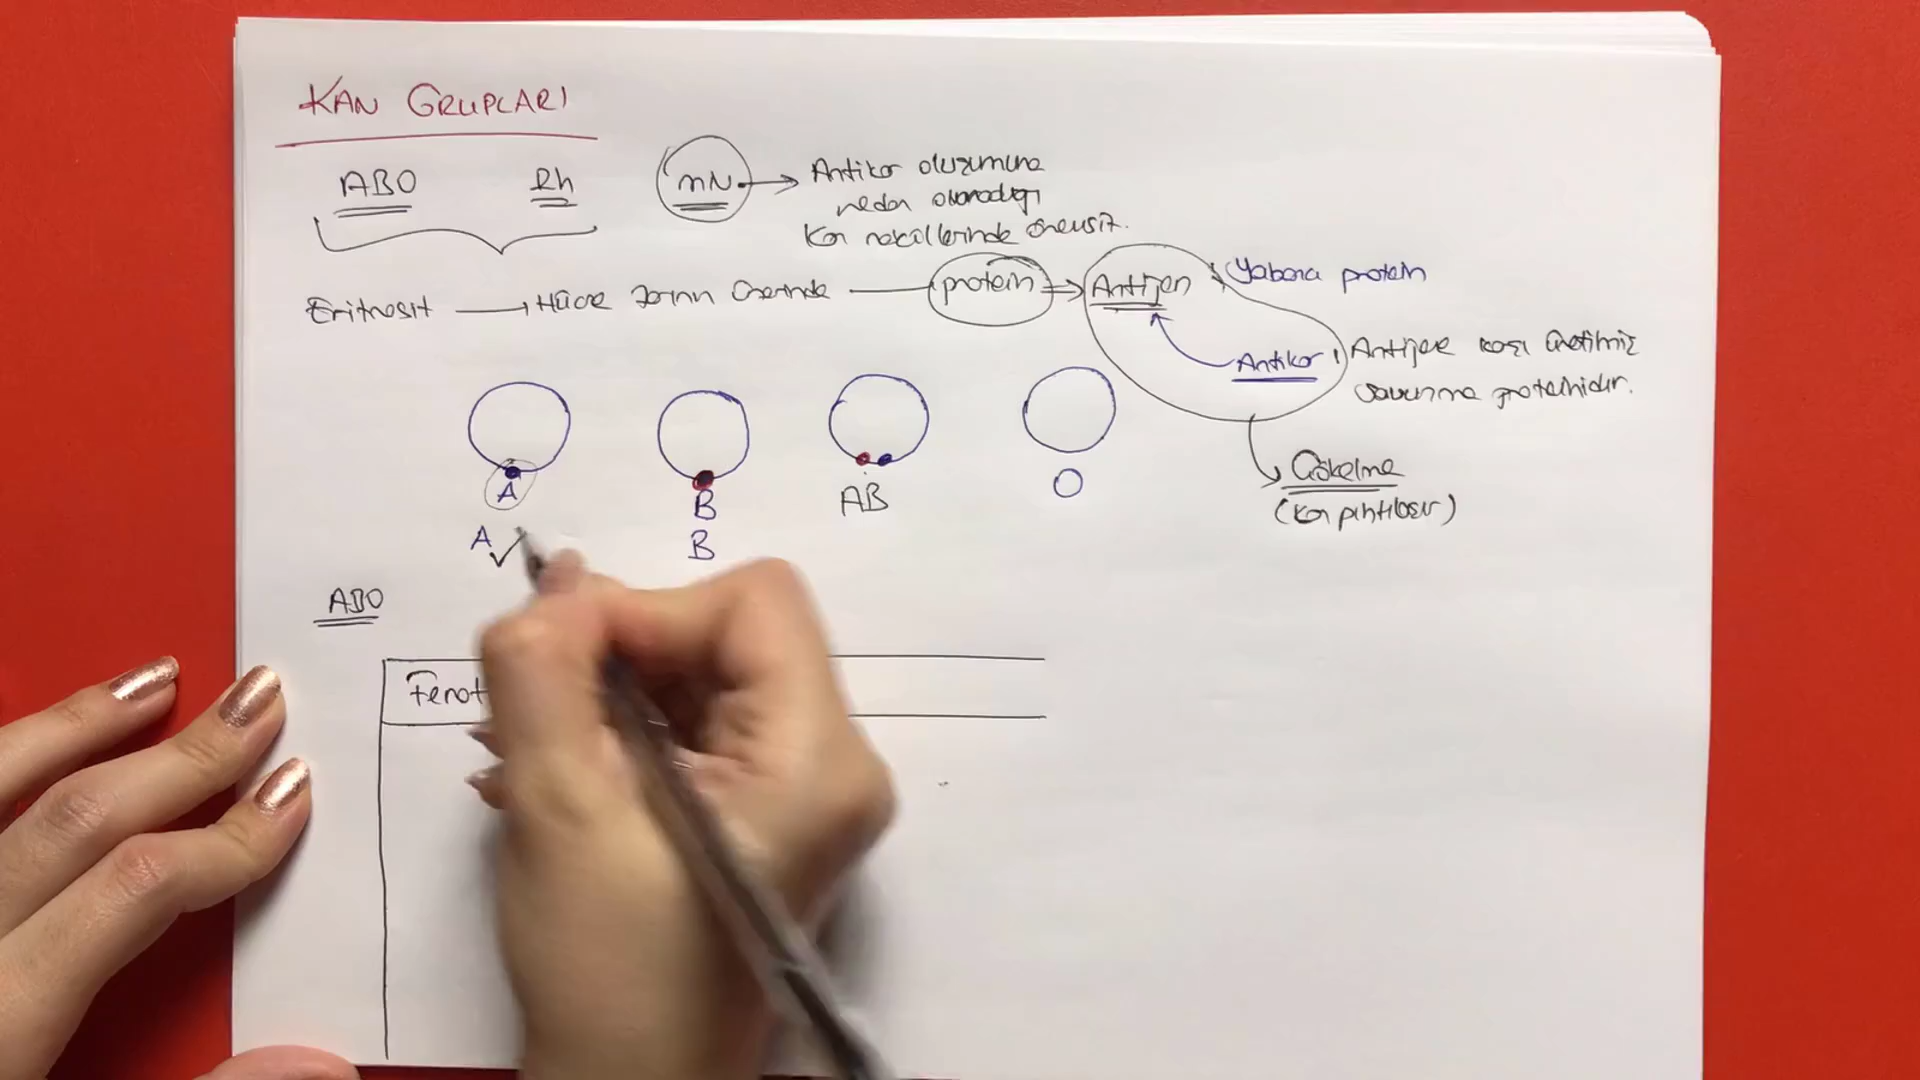 KAN GRUPLARI
ABO Rh MN → Antikor oluşumuna
neden olmadığı
Kan nakillerinde önemsiz.
Eritrosit → Hücre zarının üzerinde — protein → Antijen : Yabancı protein
Antikor : Antijene karşı üretilmiş
savunma proteinidir.
Çökelme
(Kan pıhtılaşır)
A B AB O
A ✓ B
ABO
Fenot